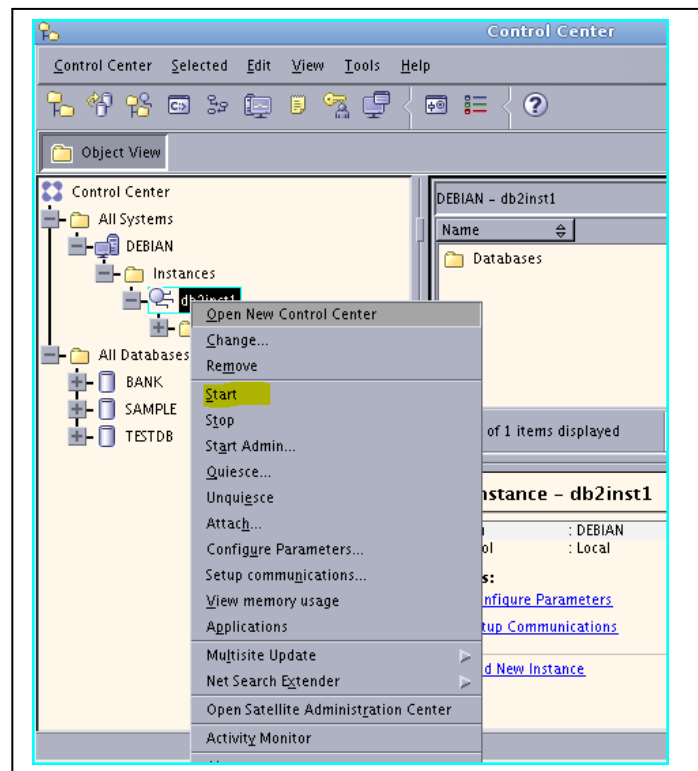 Control Center
Control Center Selected Edit View Tools Help
Object View
Control Center
All Systems
DEBIAN
Instances
db2inst1
All Databases
BANK
SAMPLE
TESTDB
DEBIAN - db2inst1
Name
Databases
of 1 items displayed
Open New Control Center
Change...
Remove
Start
Stop
Start Admin...
Quiesce...
Unquiesce
Attach...
Configure Parameters...
Setup communications...
View memory usage
Applications
Multisite Update
Net Search Extender
Open Satellite Administration Center
Activity Monitor
nstance - db2inst1
: DEBIAN
ol : Local
s:
nfigure Parameters
tup Communications
d New Instance